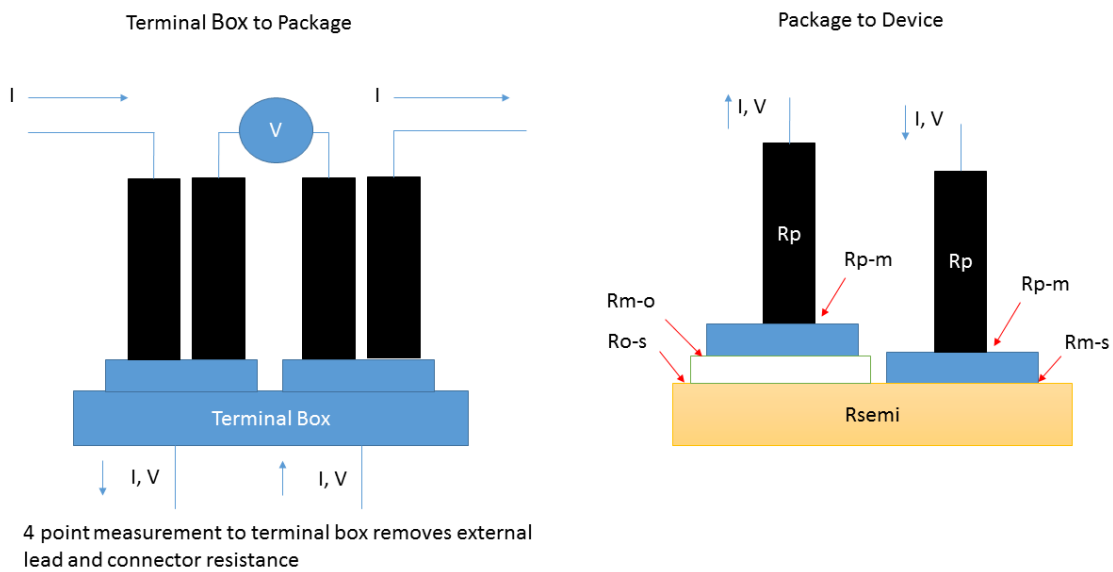 Terminal Box to Package
I
I
V
Terminal Box
I, V
I, V
4 point measurement to terminal box removes external
lead and connector resistance
Package to Device
I, V
I, V
Rp
Rp
Rp-m
Rp-m
Rm-o
Ro-s
Rm-s
Rsemi